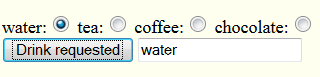 water: tea: coffee: chocolate:
Drink requested water